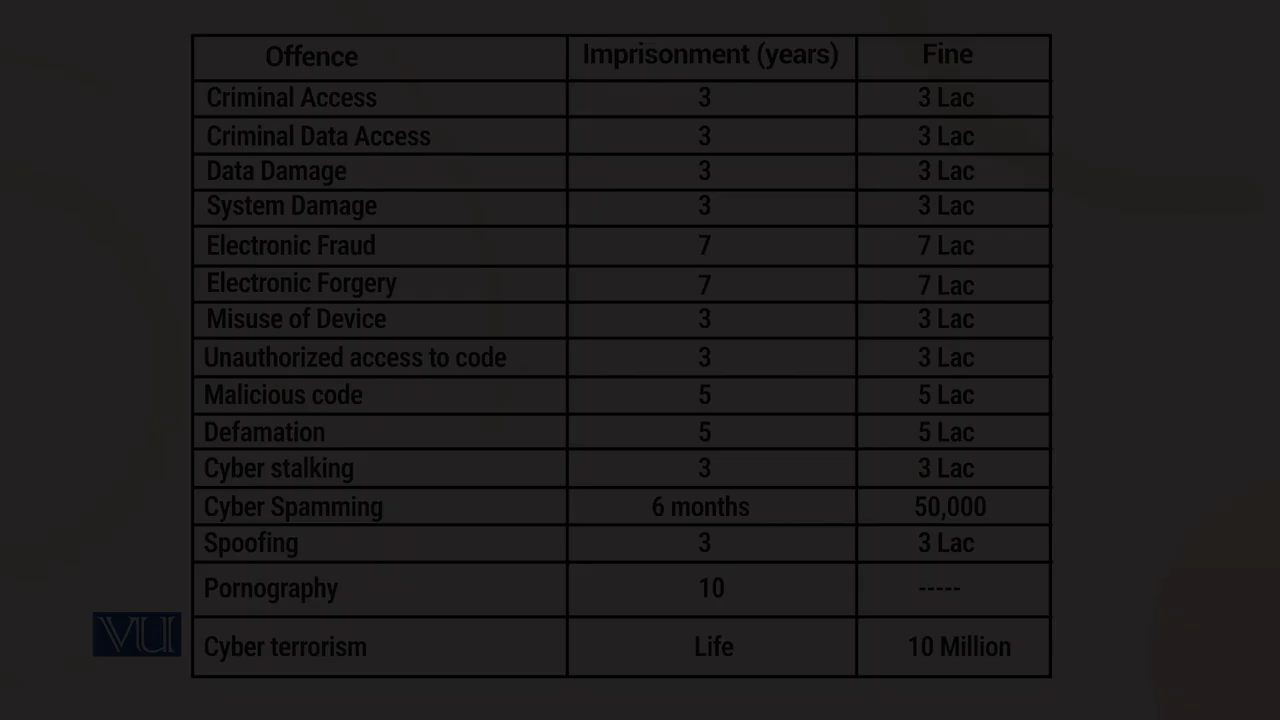 Offence Imprisonment (years) Fine
Criminal Access 3 3 Lac
Criminal Data Access 3 3 Lac
Data Damage 3 3 Lac
System Damage 3 3 Lac
Electronic Fraud 7 7 Lac
Electronic Forgery 7 7 Lac
Misuse of Device 3 3 Lac
Unauthorized access to code 3 3 Lac
Malicious code 5 5 Lac
Defamation 5 5 Lac
Cyber stalking 3 3 Lac
Cyber Spamming 6 months 50,000
Spoofing 3 3 Lac
Pornography 10 -----
Cyber terrorism Life 10 Million
VU